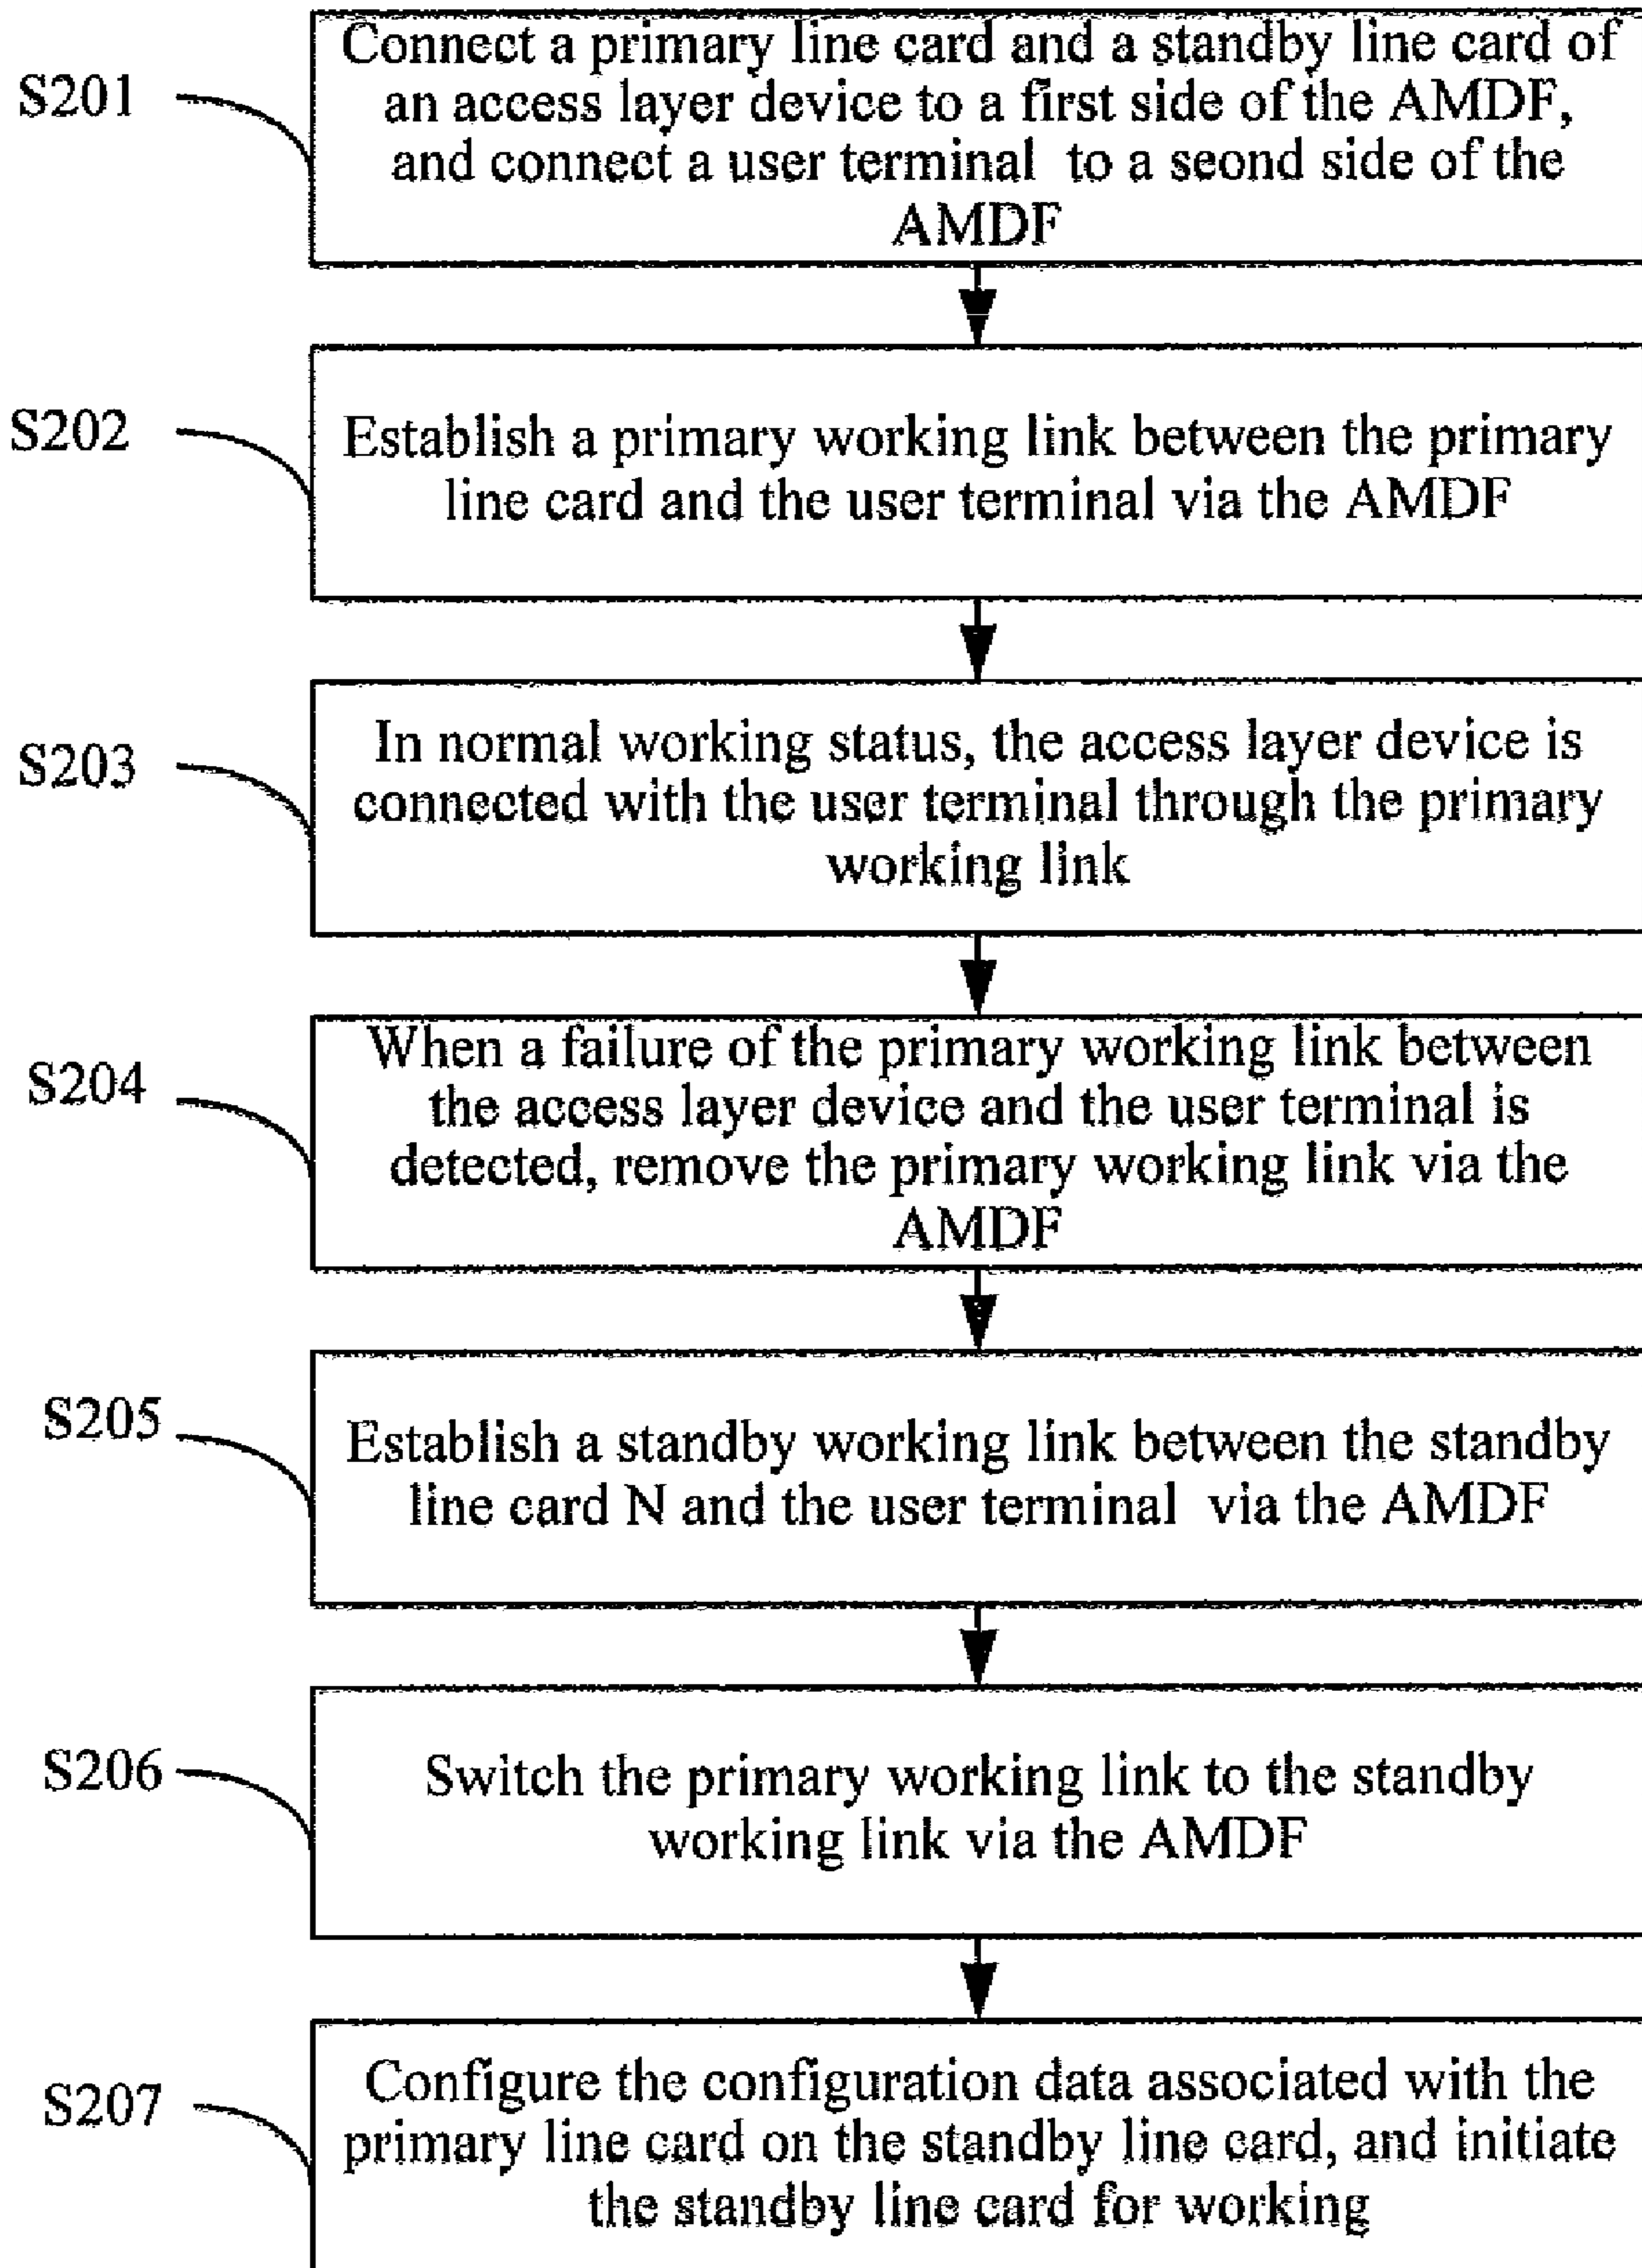 S201
Connect a primary line card and a standby line card of
an access layer device to a first side of the AMDF,
and connect a user terminal to a seond side of the
AMDF
S202
Establish a primary working link between the primary
line card and the user terminal via the AMDF
S203
In normal working status, the access layer device is
connected with the user terminal through the primary
working link
S204
When a failure of the primary working link between
the access layer device and the user terminal is
detected, remove the primary working link via the
AMDF
S205
Establish a standby working link between the standby
line card N and the user terminal via the AMDF
S206
Switch the primary working link to the standby
working link via the AMDF
S207
Configure the configuration data associated with the
primary line card on the standby line card, and initiate
the standby line card for working